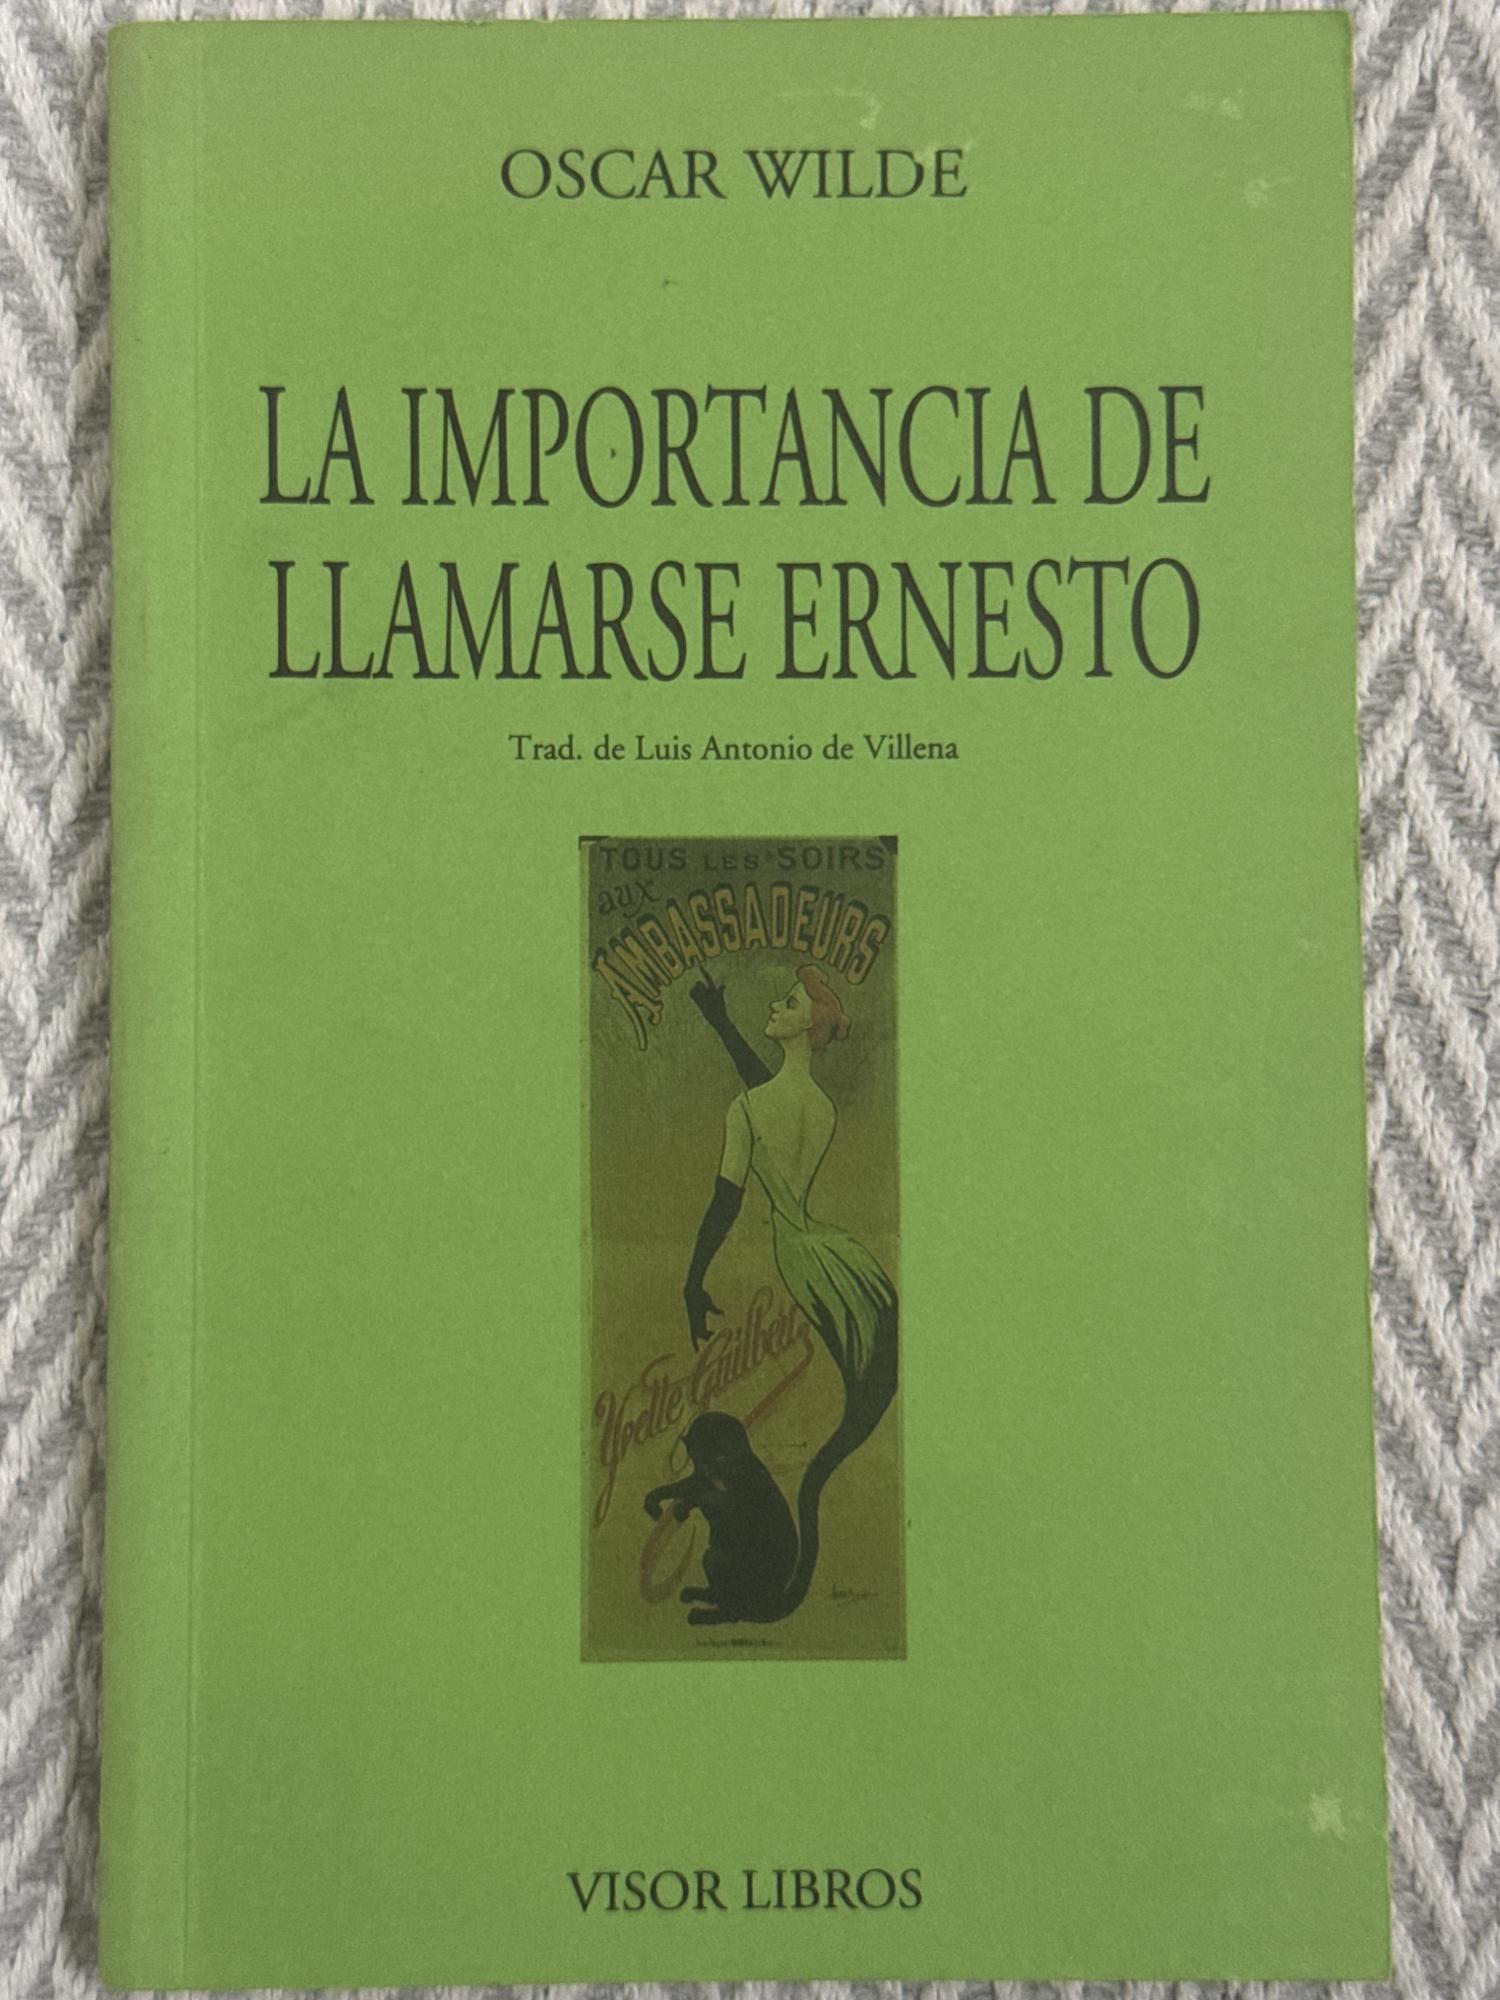 OSCAR WILDE
LA IMPORTANCIA DE
LLAMARSE ERNESTO
Trad. de Luis Antonio de Villena
TOUS LES SOIRS
aux
AMBASSADEURS
Yvette Guilbert
VISOR LIBROS